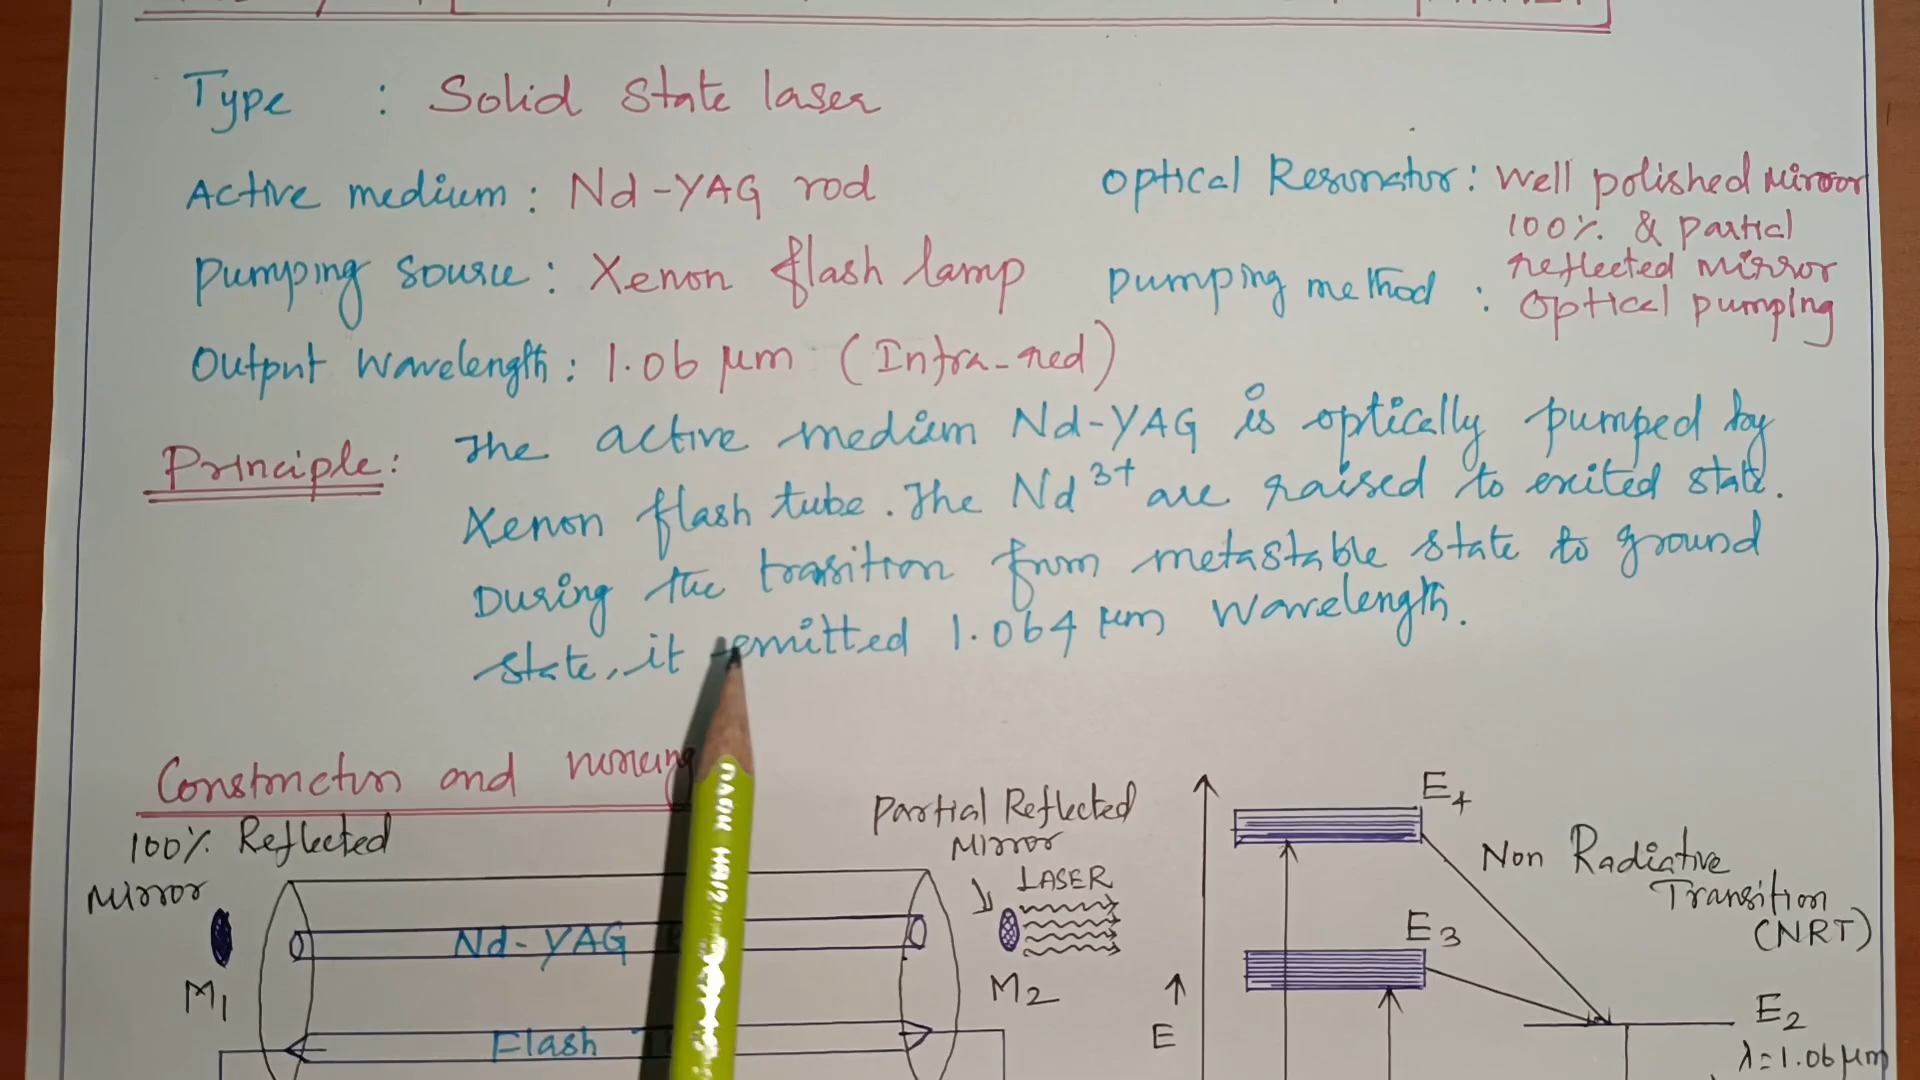 Type : Solid state laser
Active medium : Nd-YAG rod
Pumping source : Xenon flash lamp
Output wavelength : 1.06 μm (Infra-red)
Optical Resonator : Well polished Mirror
100% & partial
reflected mirror
Pumping method : Optical pumping
Principle : The active medium Nd-YAG is optically pumped by
Xenon flash tube. The Nd³⁺ are raised to excited state.
During the transition from metastable state to ground
state, it emitted 1.064 μm wavelength.
Construction and working
100% Reflected
Mirror
M₁
Nd-YAG
Flash
Partial Reflected
Mirror
LASER
M₂
E₄
Non Radiative
Transition
(NRT)
E₃
E
E₂
λ = 1.06 μm